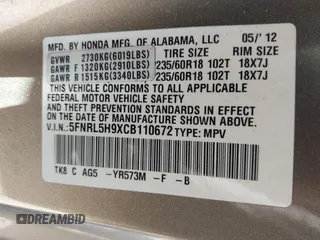 MFD. BY HONDA MFG. OF ALABAMA, LLC 05/'12
GVWR 2730KG(6019LBS) TIRE SIZE RIM SIZE
GAWR F 1320KG(2910LBS) 235/60R18 102T 18X7J
GAWR R 1515KG(3340LBS) 235/60R18 102T 18X7J
THIS VEHICLE CONFORMS TO ALL APPLICABLE
FEDERAL MOTOR VEHICLE SAFETY AND
THEFT PREVENTION STANDARDS IN EFFECT ON
THE DATE OF MANUFACTURE SHOWN ABOVE.
V.I.N.:5FNRL5H9XCB110672 TYPE: MPV
TK8 C AG5 -YR573M -F -B
DREAMBID